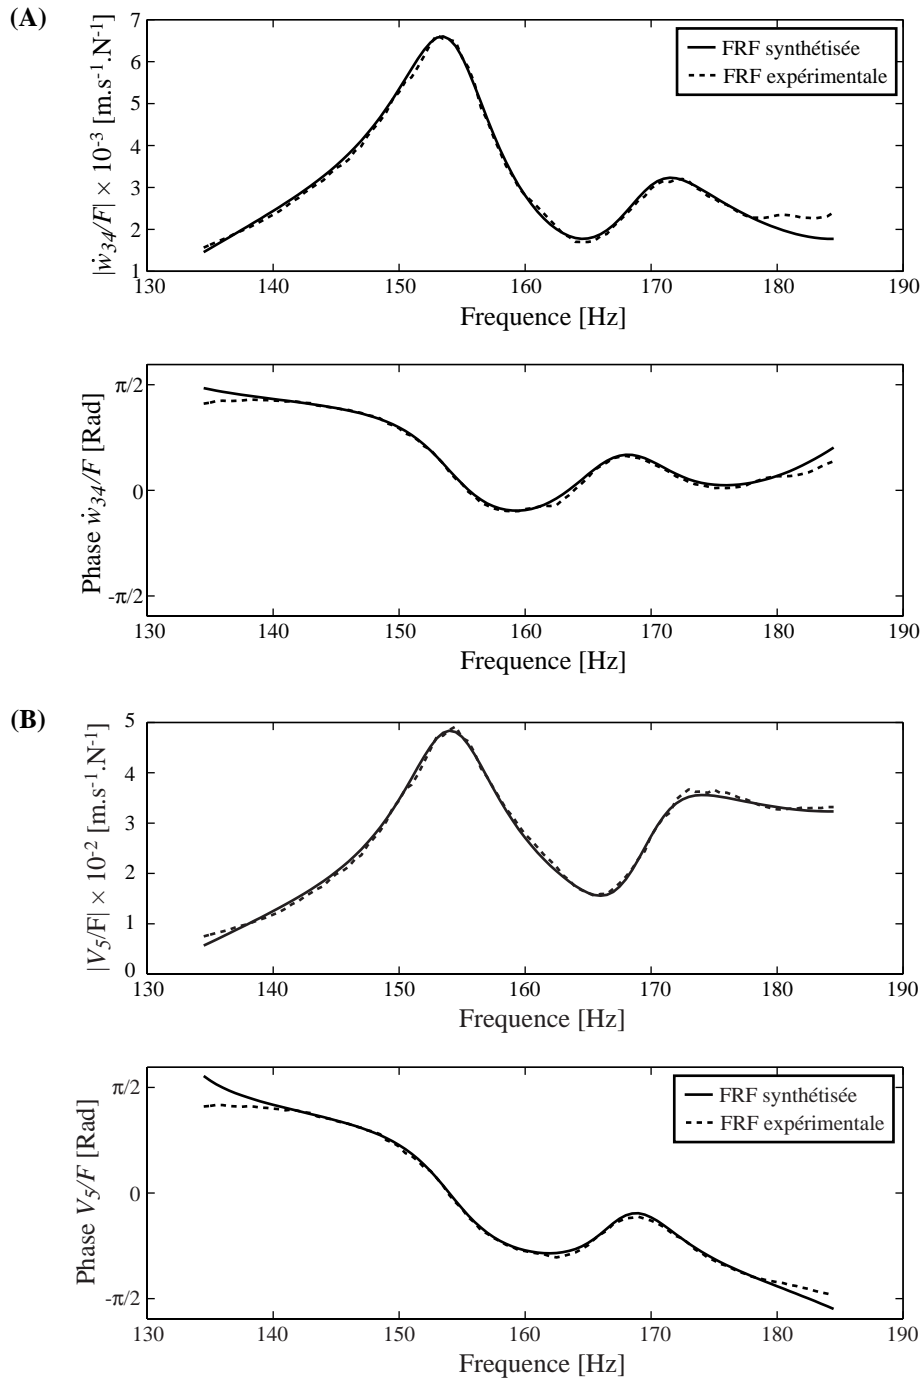 (A)
7
6
5
4
3
2
1
|ẇ34/F| × 10-3 [m.s-1.N-1]
FRF synthétisée
FRF expérimentale
130 140 150 160 170 180 190
Frequence [Hz]
π/2
0
-π/2
Phase ẇ34/F [Rad]
130 140 150 160 170 180 190
Frequence [Hz]
(B)
5
4
3
2
1
0
|V5/F| × 10-2 [m.s-1.N-1]
130 140 150 160 170 180 190
Frequence [Hz]
π/2
0
-π/2
Phase V5/F [Rad]
FRF synthétisée
FRF expérimentale
130 140 150 160 170 180 190
Frequence [Hz]